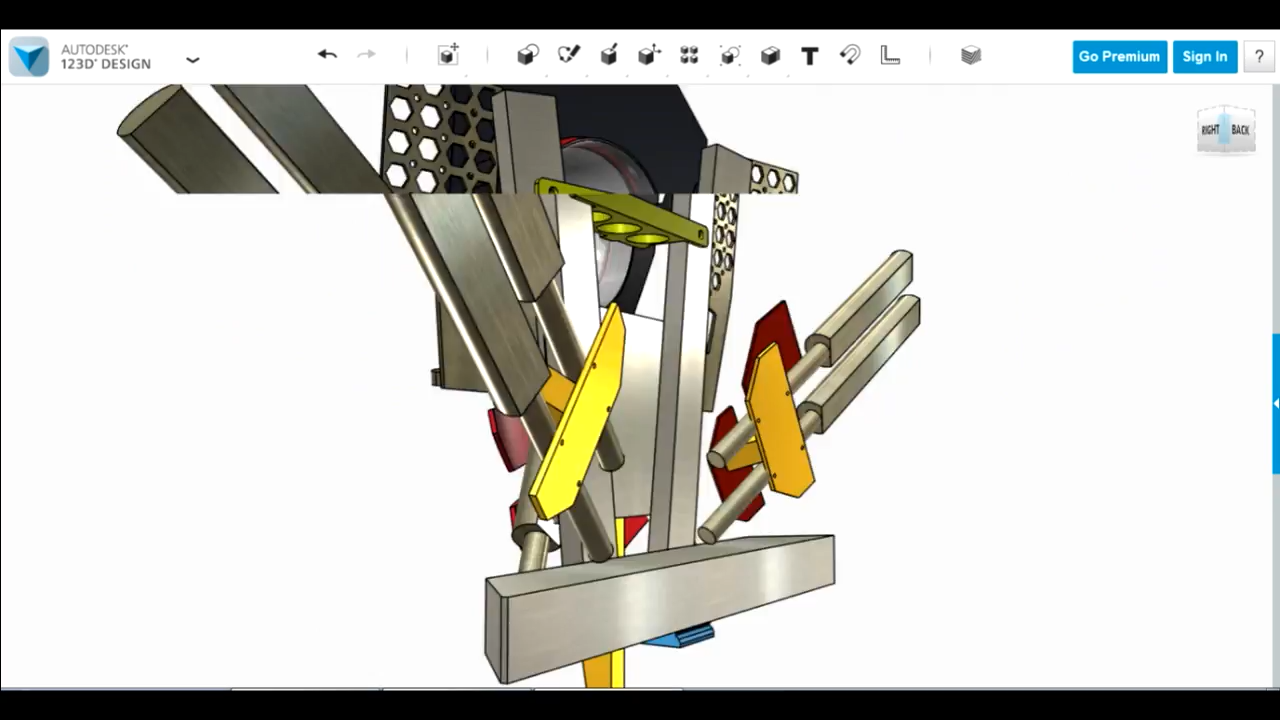 AUTODESK®
123D® DESIGN
T
Go Premium
Sign In
?
RIGHT
BACK